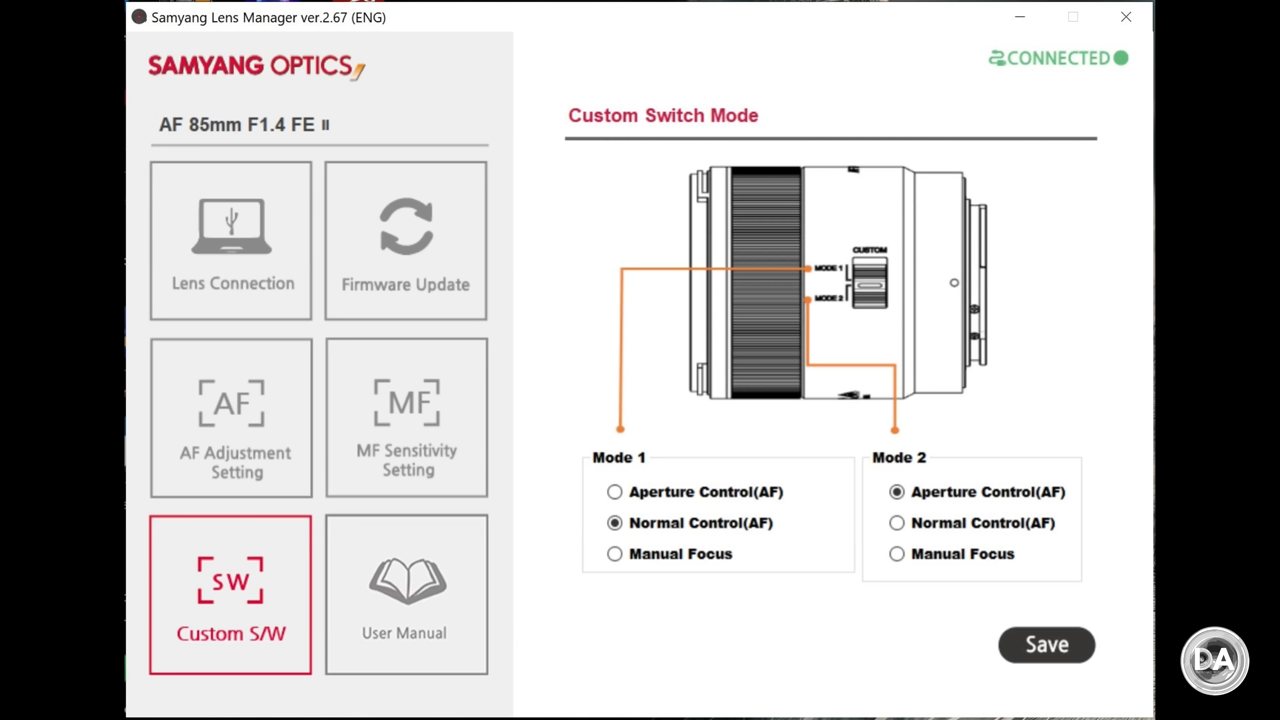 Samyang Lens Manager ver.2.67 (ENG)
SAMYANG OPTICS
CONNECTED
AF 85mm F1.4 FE II
Custom Switch Mode
Lens Connection
Firmware Update
CUSTOM
MODE 1
MODE 2
AF
AF Adjustment
Setting
MF
MF Sensitivity
Setting
Mode 1
Aperture Control(AF)
Normal Control(AF)
Manual Focus
Mode 2
Aperture Control(AF)
Normal Control(AF)
Manual Focus
SW
Custom S/W
User Manual
Save
DA